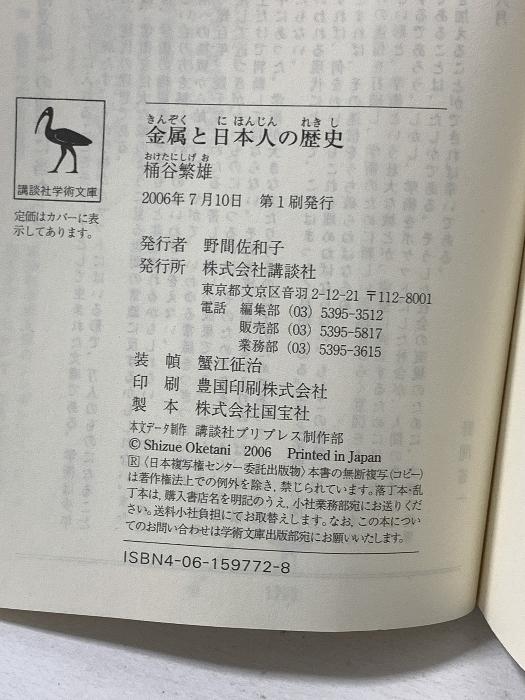 きんぞく に ほんじん れき し
金属と日本人の歴史
おけたにしげ お
桶谷繁雄
2006年7月10日 第1刷発行
講談社学術文庫
定価はカバーに表
示してあります。
発行者 野間佐和子
発行所 株式会社講談社
東京都文京区音羽 2-12-21 〒112-8001
電話 編集部 (03) 5395-3512
販売部 (03) 5395-5817
業務部 (03) 5395-3615
装 幀 蟹江征治
印 刷 豊国印刷株式会社
製 本 株式会社国宝社
本文データ制作 講談社プリプレス制作部
© Shizue Oketani 2006 Printed in Japan
Ⓡ〈日本複写権センター委託出版物〉本書の無断複写(コピー)
は著作権法上での例外を除き,禁じられています。落丁本・乱
丁本は,購入書店名を明記のうえ,小社業務部宛にお送りくだ
さい。送料小社負担にてお取替えします。なお,この本につい
てのお問い合わせは学術文庫出版部宛にお願いいたします。
ISBN4-06-159772-8